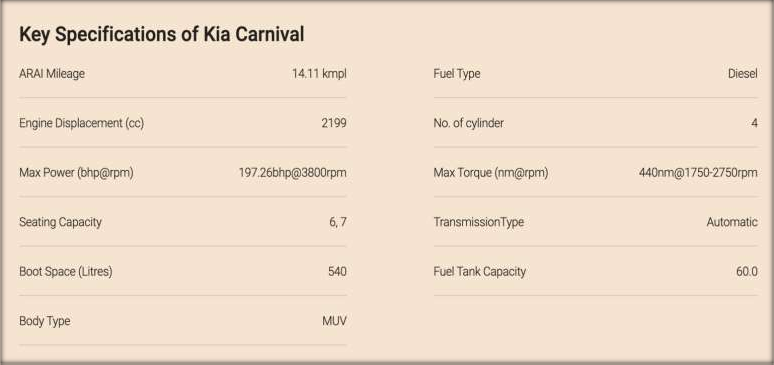 Key Specifications of Kia Carnival
ARAI Mileage 14.11 kmpl
Fuel Type Diesel
Engine Displacement (cc) 2199
No. of cylinder 4
Max Power (bhp@rpm) 197.26bhp@3800rpm
Max Torque (nm@rpm) 440nm@1750-2750rpm
Seating Capacity 6, 7
TransmissionType Automatic
Boot Space (Litres) 540
Fuel Tank Capacity 60.0
Body Type MUV